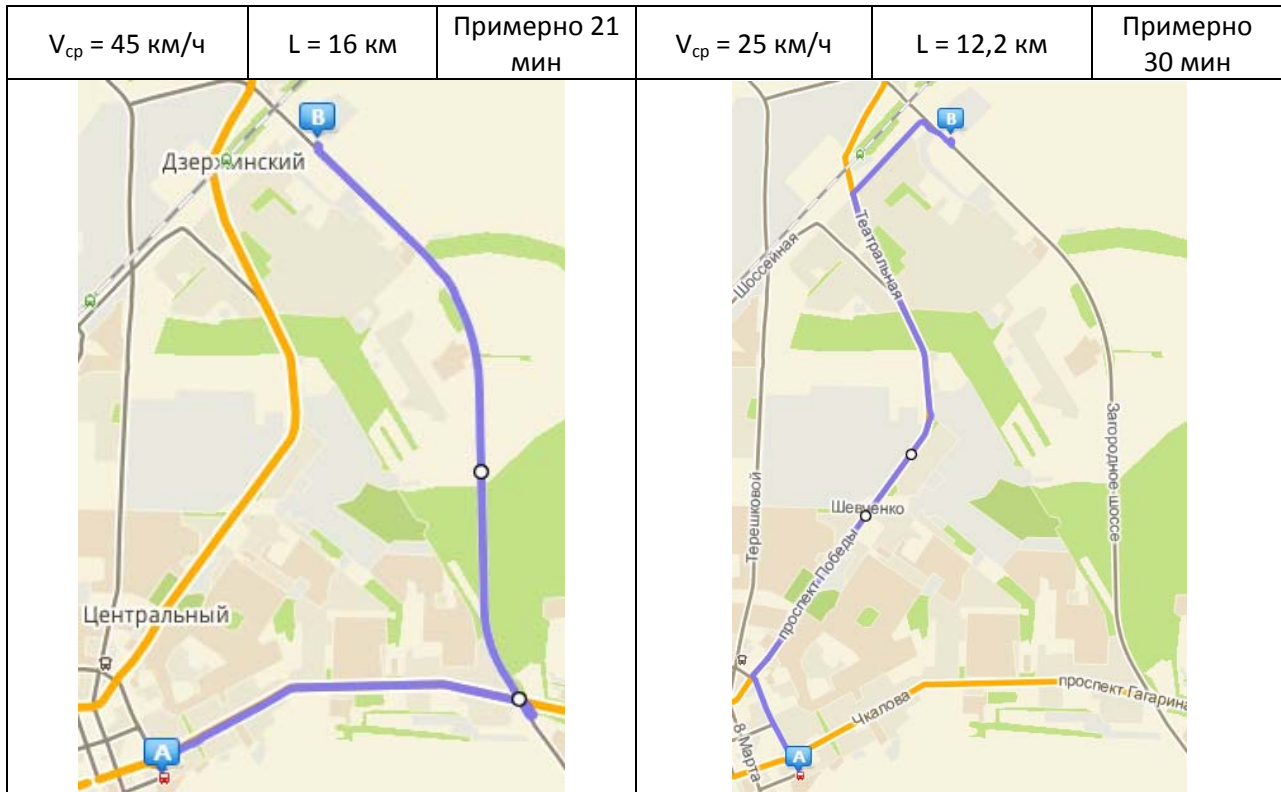 Vср = 45 км/ч
L = 16 км
Примерно 21
мин
Vср = 25 км/ч
L = 12,2 км
Примерно
30 мин
B
Дзержинский
Центральный
A
B
Театральная
Шоссейная
Загородное шоссе
Терешковой
Шевченко
проспект Победы
проспект Гагарина
Чкалова
8 Марта
A